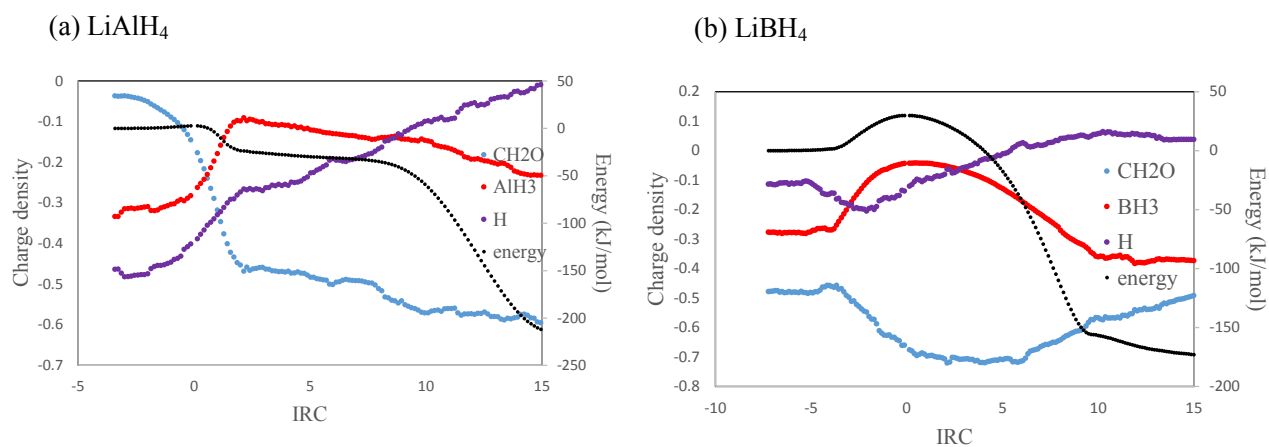 (a) LiAlH4
(b) LiBH4
0
-0.1
-0.2
-0.3
-0.4
-0.5
-0.6
-0.7
Charge density
50
0
-50
-100
-150
-200
-250
Energy (kJ/mol)
-5
0
5
10
15
IRC
CH2O
AlH3
H
energy
0.2
0.1
0
-0.1
-0.2
-0.3
-0.4
-0.5
-0.6
-0.7
-0.8
Charge density
50
0
-50
-100
-150
-200
Energy (kJ/mol)
-10
-5
0
5
10
15
IRC
CH2O
BH3
H
energy